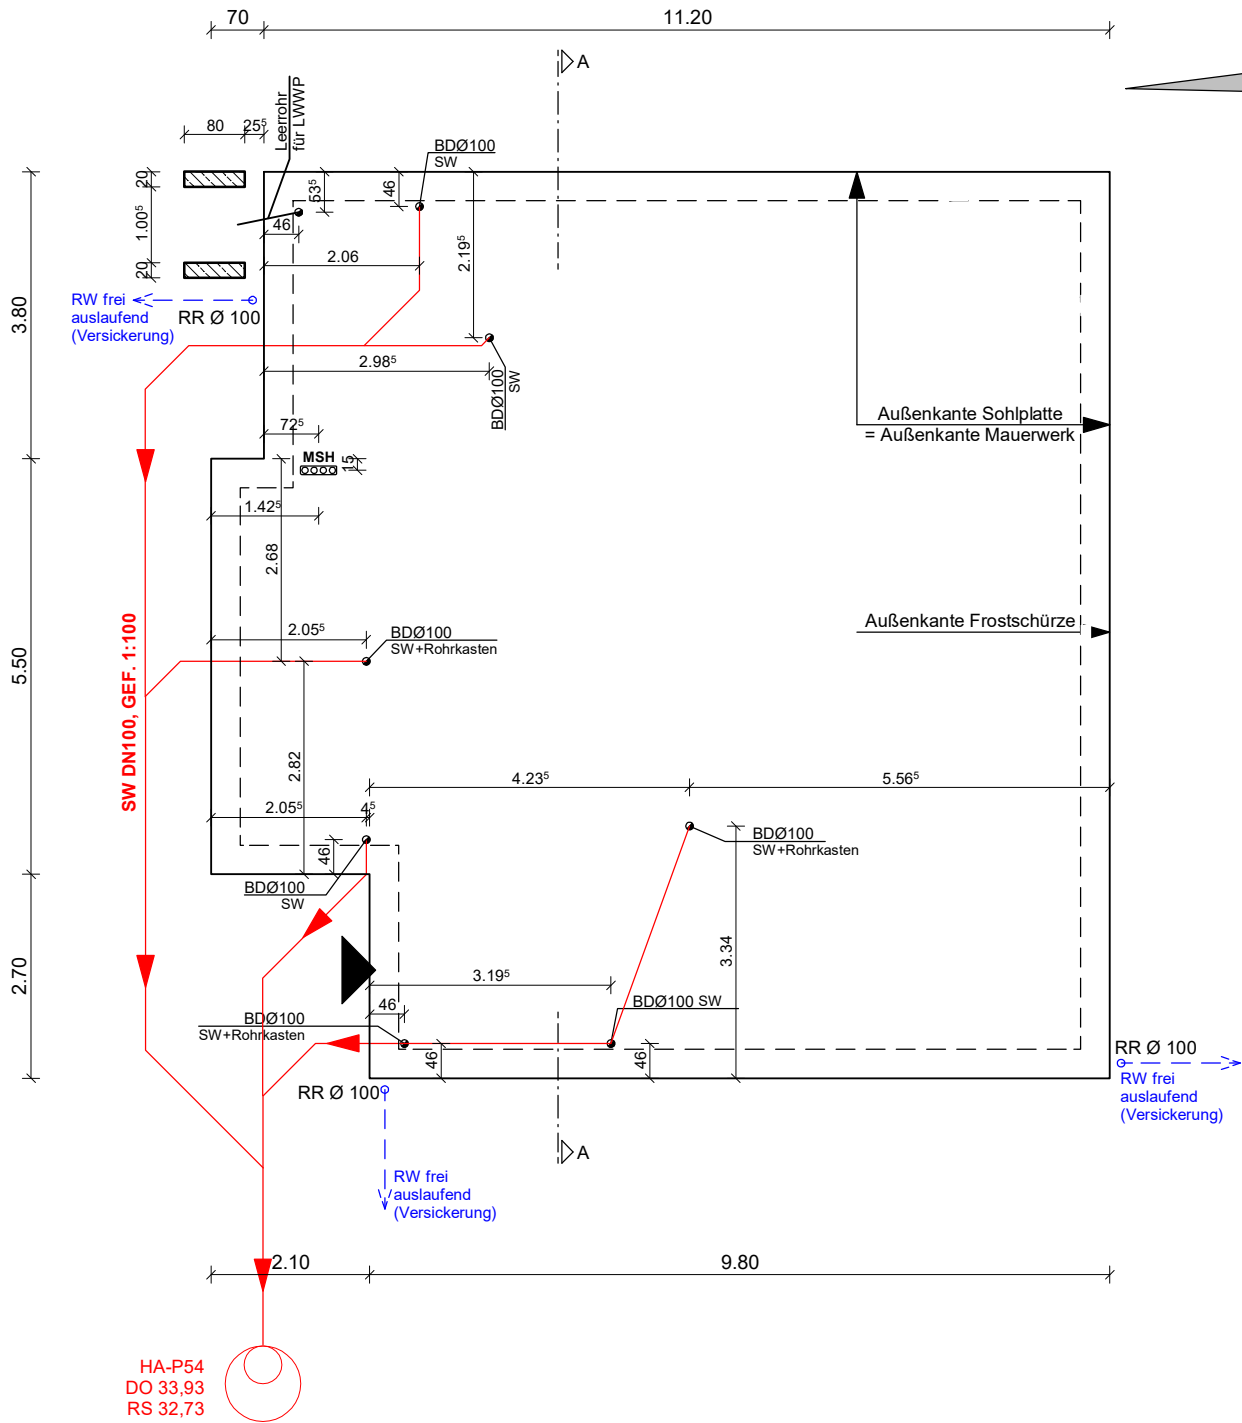 70
11.20
A
80
25⁵
Leerrohr
für LWWP
BDØ100
SW
20
1.00⁵
20
53⁵
46
46
2.06
2.19⁵
3.80
RW frei
auslaufend
(Versickerung)
RR Ø 100
2.98⁵
BDØ100
SW
72⁵
MSH
15
Außenkante Sohlplatte
= Außenkante Mauerwerk
1.42⁵
2.68
2.05⁵
BDØ100
SW+Rohrkasten
Außenkante Frostschürze
SW DN100, GEF. 1:100
5.50
2.82
4.23⁵
5.56⁵
2.05⁵
4⁵
46
BDØ100
SW+Rohrkasten
BDØ100
SW
3.34
2.70
3.19⁵
46
BDØ100 SW
BDØ100
SW+Rohrkasten
46
46
RR Ø 100
RR Ø 100
RW frei
auslaufend
(Versickerung)
A
RW frei
auslaufend
(Versickerung)
2.10
9.80
HA-P54
DO 33,93
RS 32,73